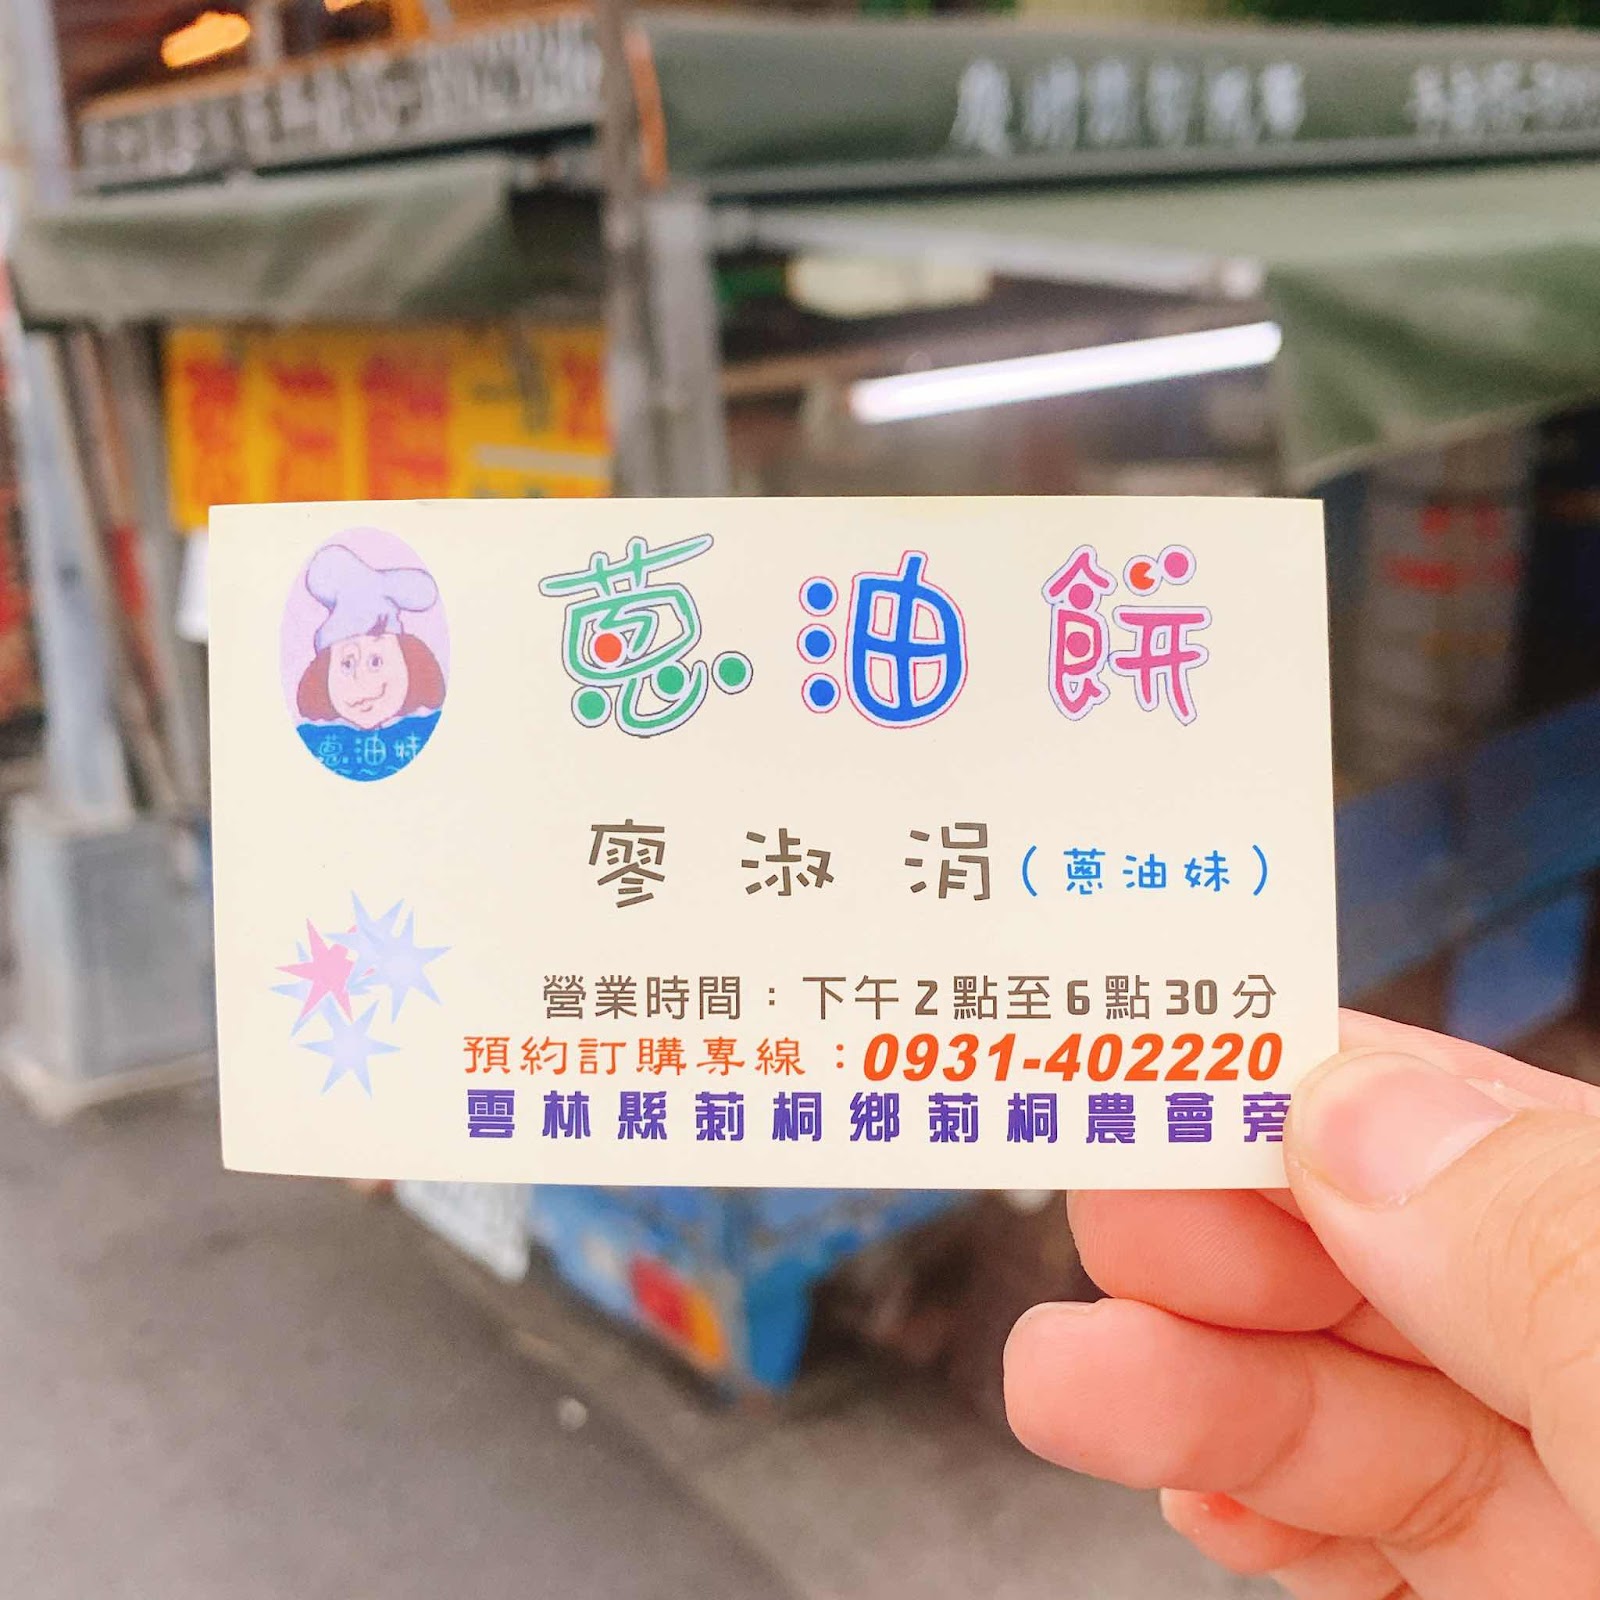 蔥油餅
蔥油妹
廖淑涓(蔥油妹)
營業時間：下午2點至6點30分
預約訂購專線：0931-402220
雲林縣莿桐鄉莿桐農會旁